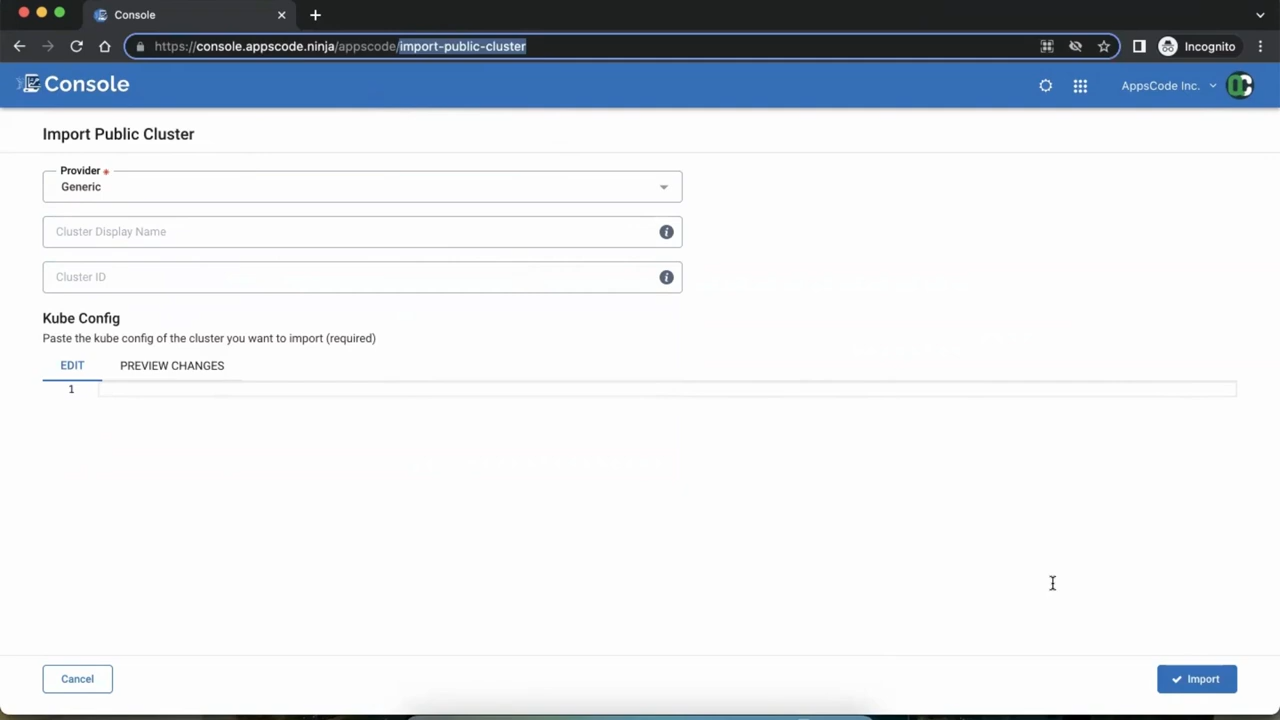 Console
https://console.appscode.ninja/appscode/import-public-cluster
Incognito
Console
AppsCode Inc.
Import Public Cluster
Provider *
Generic
Cluster Display Name
Cluster ID
Kube Config
Paste the kube config of the cluster you want to import (required)
EDIT PREVIEW CHANGES
1
Cancel
Import